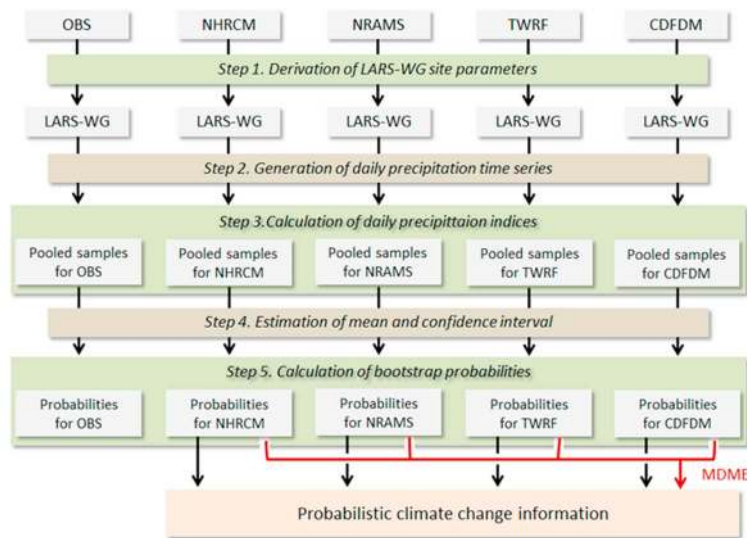 OBS NHRCM NRAMS TWRF CDFDM
Step 1. Derivation of LARS-WG site parameters
LARS-WG LARS-WG LARS-WG LARS-WG LARS-WG
Step 2. Generation of daily precipitation time series
Step 3.Calculation of daily precipittaion indices
Pooled samples Pooled samples Pooled samples Pooled samples Pooled samples
for OBS for NHRCM for NRAMS for TWRF for CDFDM
Step 4. Estimation of mean and confidence interval
Step 5. Calculation of bootstrap probabilities
Probabilities Probabilities Probabilities Probabilities Probabilities
for OBS for NHRCM for NRAMS for TWRF for CDFDM
MDME
Probabilistic climate change information